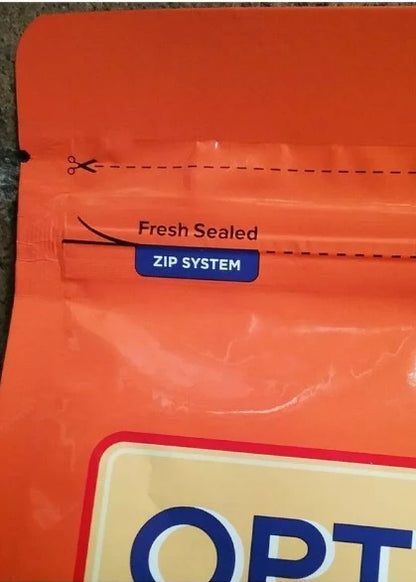 Fresh Sealed
ZIP SYSTEM
OPT